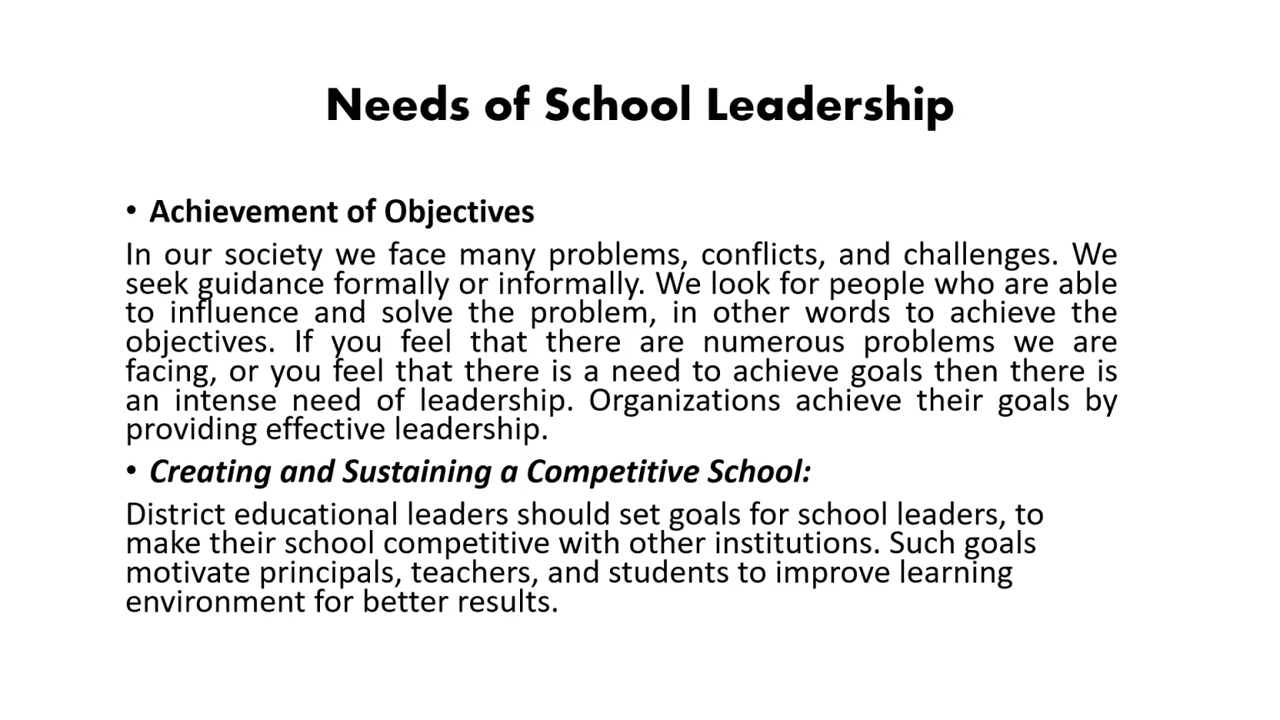 Needs of School Leadership
• Achievement of Objectives
In our society we face many problems, conflicts, and challenges. We
seek guidance formally or informally. We look for people who are able
to influence and solve the problem, in other words to achieve the
objectives. If you feel that there are numerous problems we are
facing, or you feel that there is a need to achieve goals then there is
an intense need of leadership. Organizations achieve their goals by
providing effective leadership.
• Creating and Sustaining a Competitive School:
District educational leaders should set goals for school leaders, to
make their school competitive with other institutions. Such goals
motivate principals, teachers, and students to improve learning
environment for better results.